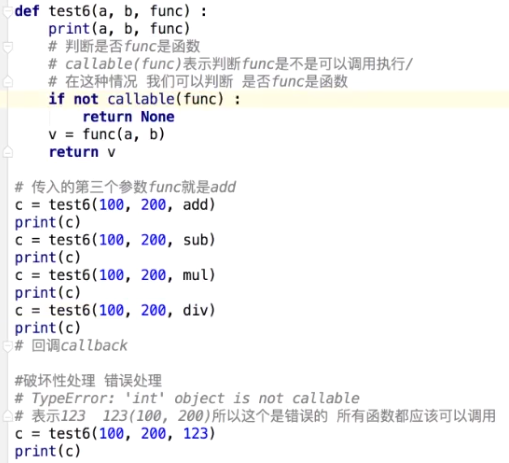 def test6(a, b, func) :
    print(a, b, func)
    # 判断是否func是函数
    # callable(func)表示判断func是不是可以调用执行/
    # 在这种情况 我们可以判断 是否func是函数
    if not callable(func) :
        return None
    v = func(a, b)
    return v
# 传入的第三个参数func就是add
c = test6(100, 200, add)
print(c)
c = test6(100, 200, sub)
print(c)
c = test6(100, 200, mul)
print(c)
c = test6(100, 200, div)
print(c)
# 回调callback
#破坏性处理 错误处理
# TypeError: 'int' object is not callable
# 表示123  123(100, 200)所以这个是错误的 所有函数都应该可以调用
c = test6(100, 200, 123)
print(c)